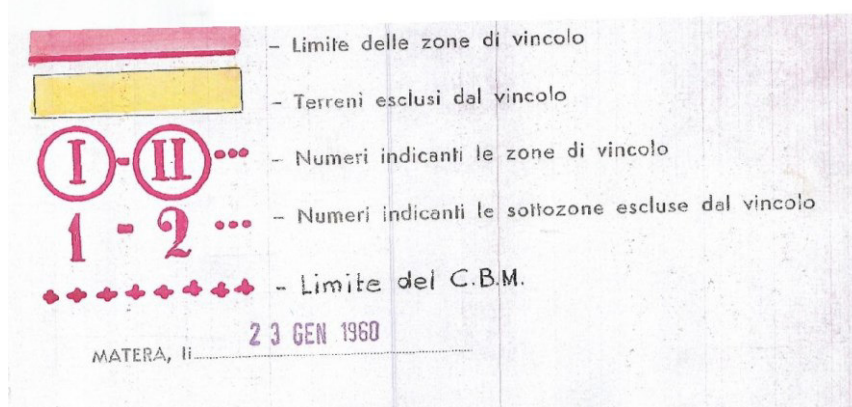 - Limite delle zone di vincolo
- Terreni esclusi dal vincolo
I - II ... - Numeri indicanti le zone di vincolo
1 - 2 ... - Numeri indicanti le sottozone escluse dal vincolo
- Limite del C.B.M.
MATERA, li 23 GEN 1960